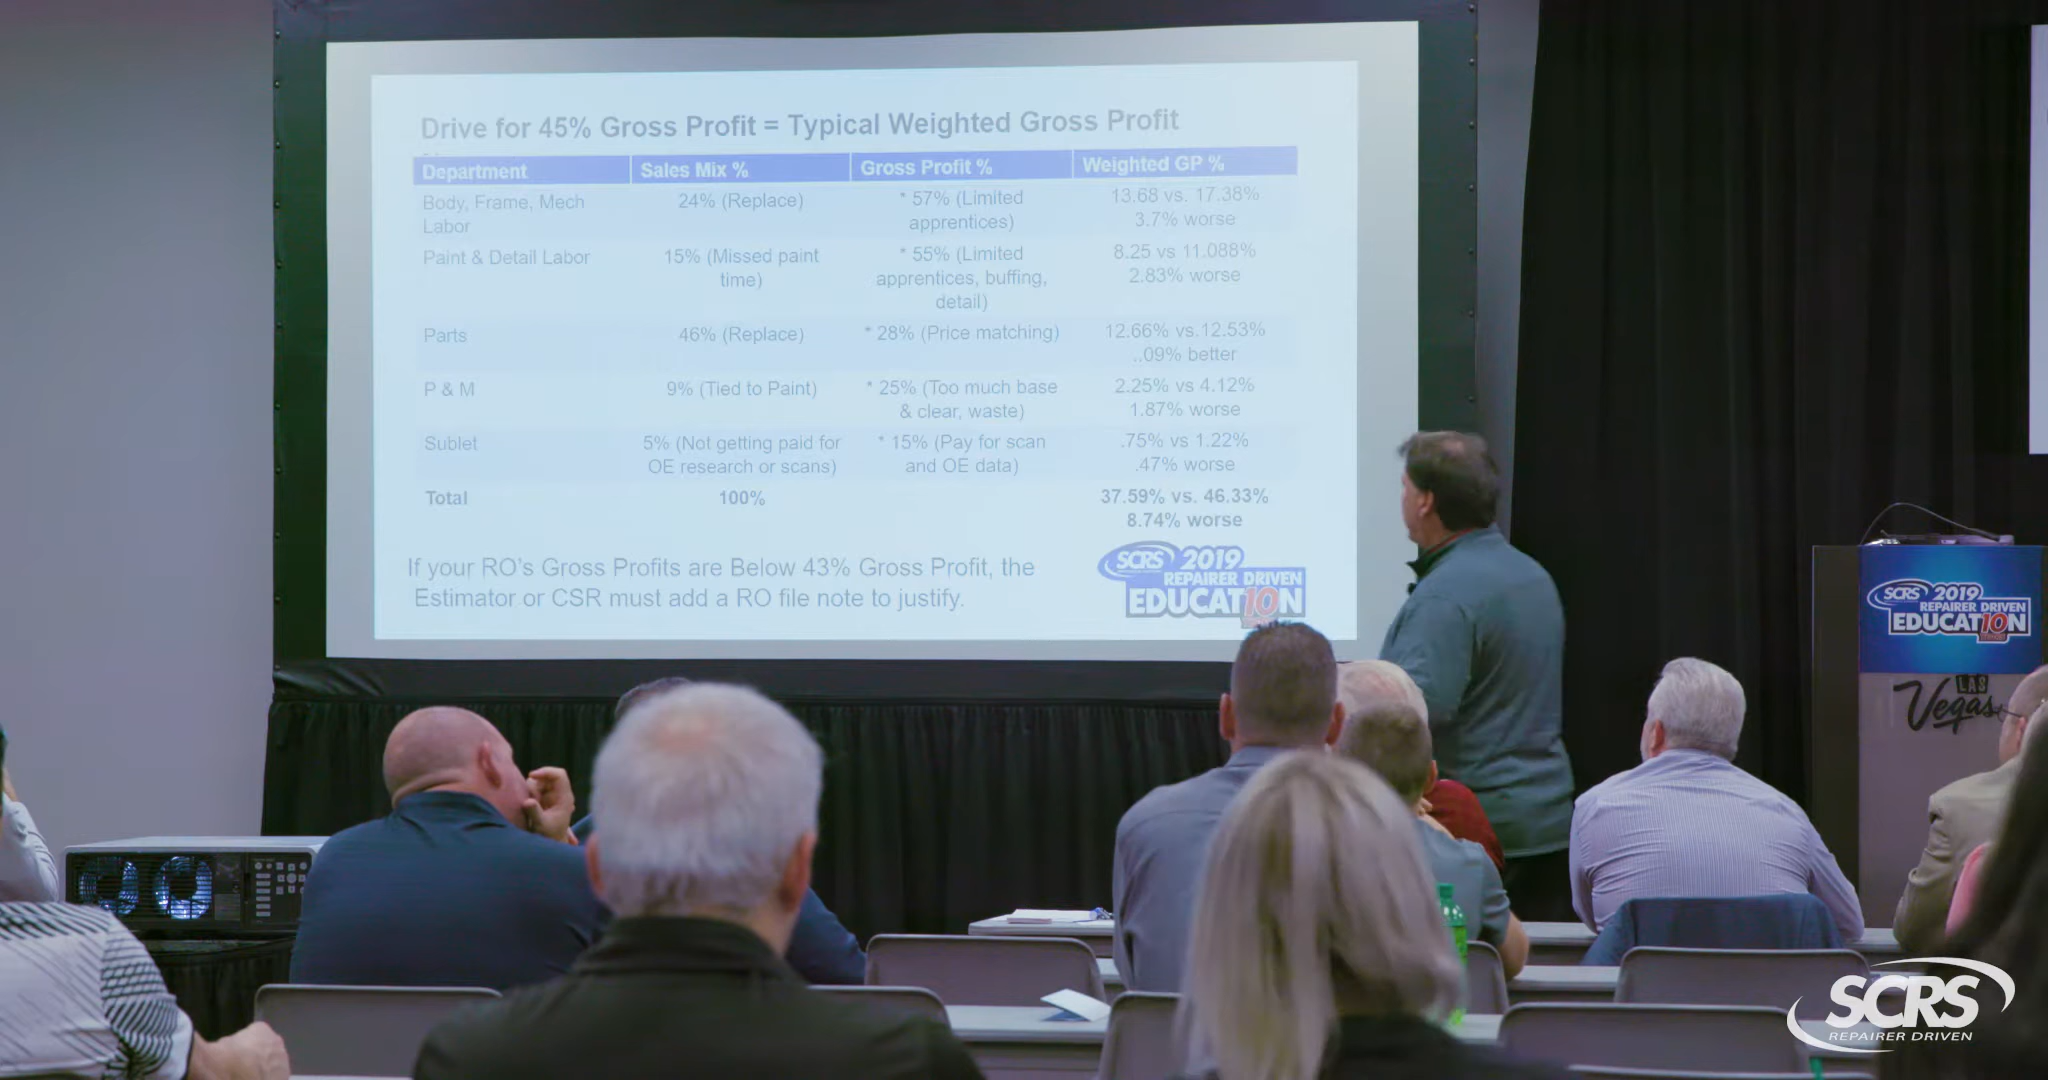 Drive for 45% Gross Profit = Typical Weighted Gross Profit
Department Sales Mix % Gross Profit % Weighted GP %
Body, Frame, Mech 24% (Replace) * 57% (Limited 13.68 vs. 17.38%
Labor apprentices) 3.7% worse
Paint & Detail Labor 15% (Missed paint * 55% (Limited 8.25 vs 11.088%
time) apprentices, buffing, 2.83% worse
detail)
Parts 46% (Replace) * 28% (Price matching) 12.66% vs.12.53%
..09% better
P & M 9% (Tied to Paint) * 25% (Too much base 2.25% vs 4.12%
& clear, waste) 1.87% worse
Sublet 5% (Not getting paid for * 15% (Pay for scan .75% vs 1.22%
OE research or scans) and OE data) .47% worse
Total 100% 37.59% vs. 46.33%
8.74% worse
If your RO's Gross Profits are Below 43% Gross Profit, the
Estimator or CSR must add a RO file note to justify.
SCRS 2019
REPAIRER DRIVEN
EDUCAT10N
SCRS 2019
REPAIRER DRIVEN
EDUCAT10N
LAS
Vegas
SCRS
REPAIRER DRIVEN